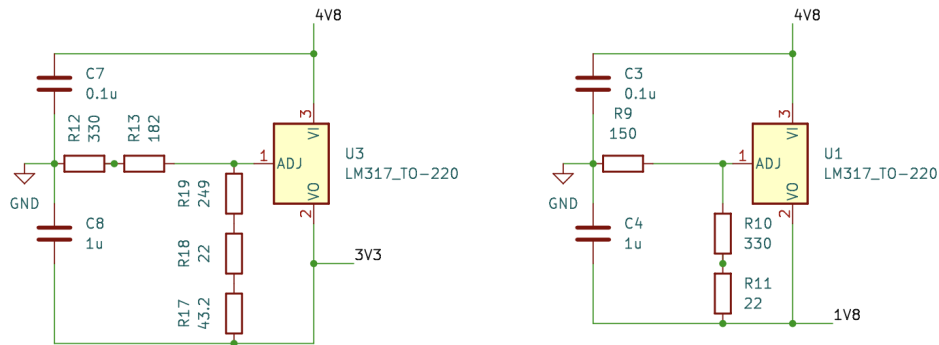 4V8
C7
0.1u
R12
330
R13
182
3
VI
1
ADJ
U3
LM317_TO-220
VO
2
GND
R19
249
C8
1u
R18
22
3V3
R17
43.2
4V8
C3
0.1u
R9
150
3
VI
1
ADJ
U1
LM317_TO-220
VO
2
GND
C4
1u
R10
330
R11
22
1V8